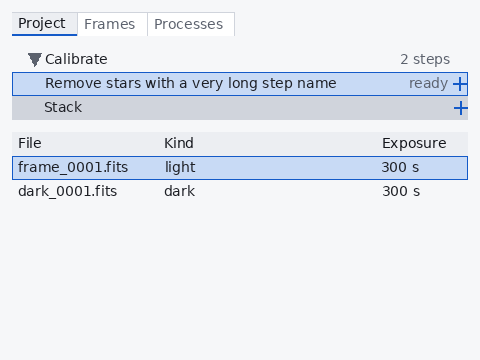 Project Frames Processes
Calibrate 2 steps
Remove stars with a very long step name ready
Stack
File Kind Exposure
frame_0001.fits light 300 s
dark_0001.fits dark 300 s